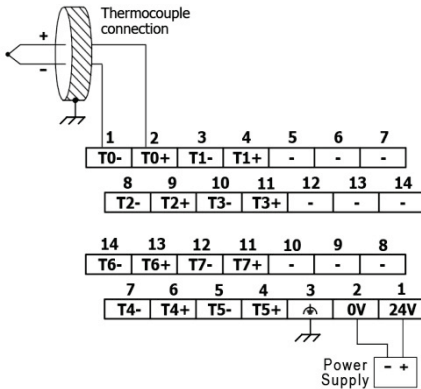 Thermocouple
connection
+
-
1 2 3 4 5 6 7
T0- T0+ T1- T1+ - - -
8 9 10 11 12 13 14
T2- T2+ T3- T3+ - - -
14 13 12 11 10 9 8
T6- T6+ T7- T7+ - - -
7 6 5 4 3 2 1
T4- T4+ T5- T5+ 0V 24V
Power
Supply
- +